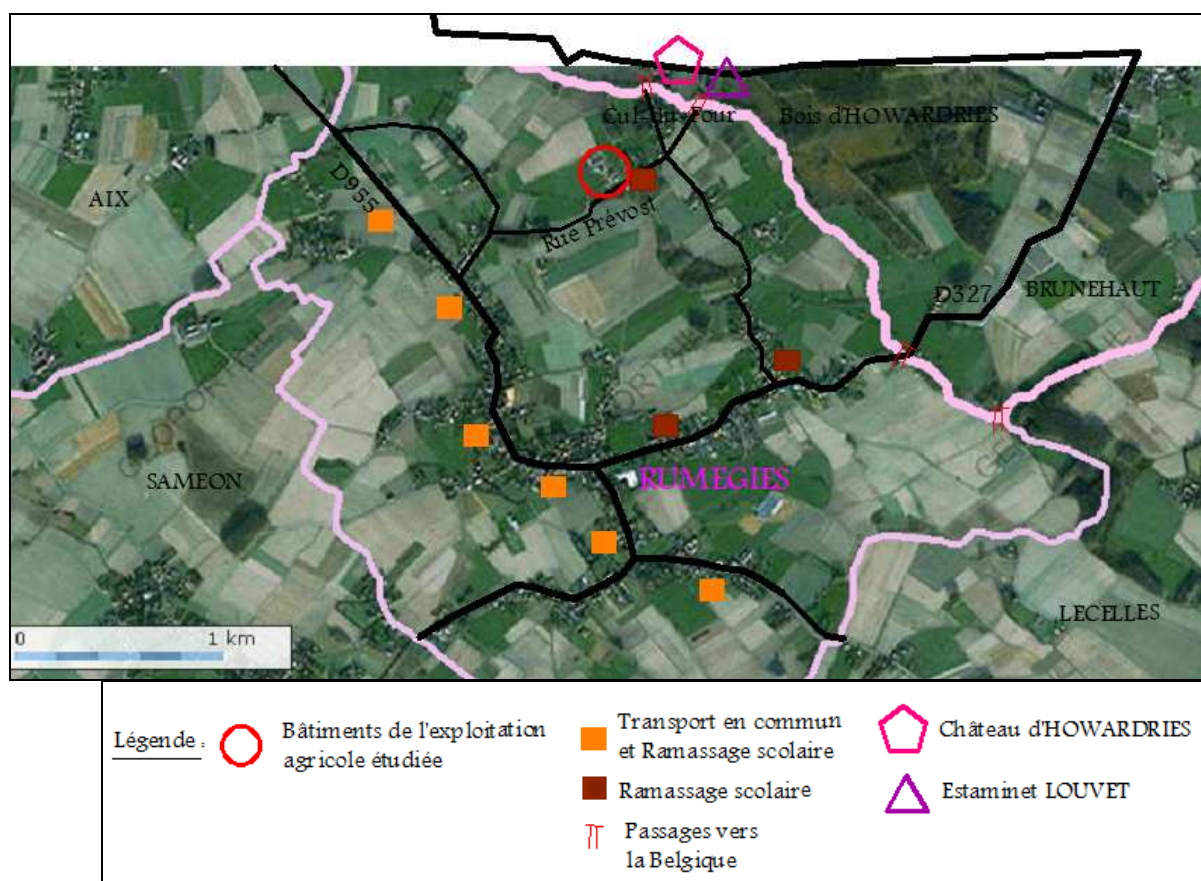 Cul-du-Four
Bois d'HOWARDRIES
AIX
D955
Rue Prévost
D327
BRUNEHAUT
SAMEON
RUMEGIES
LECELLES
0 1 km
Légende :
Bâtiments de l'exploitation
agricole étudiée
Transport en commun
et Ramassage scolaire
Ramassage scolaire
Passages vers
la Belgique
Château d'HOWARDRIES
Estaminet LOUVET